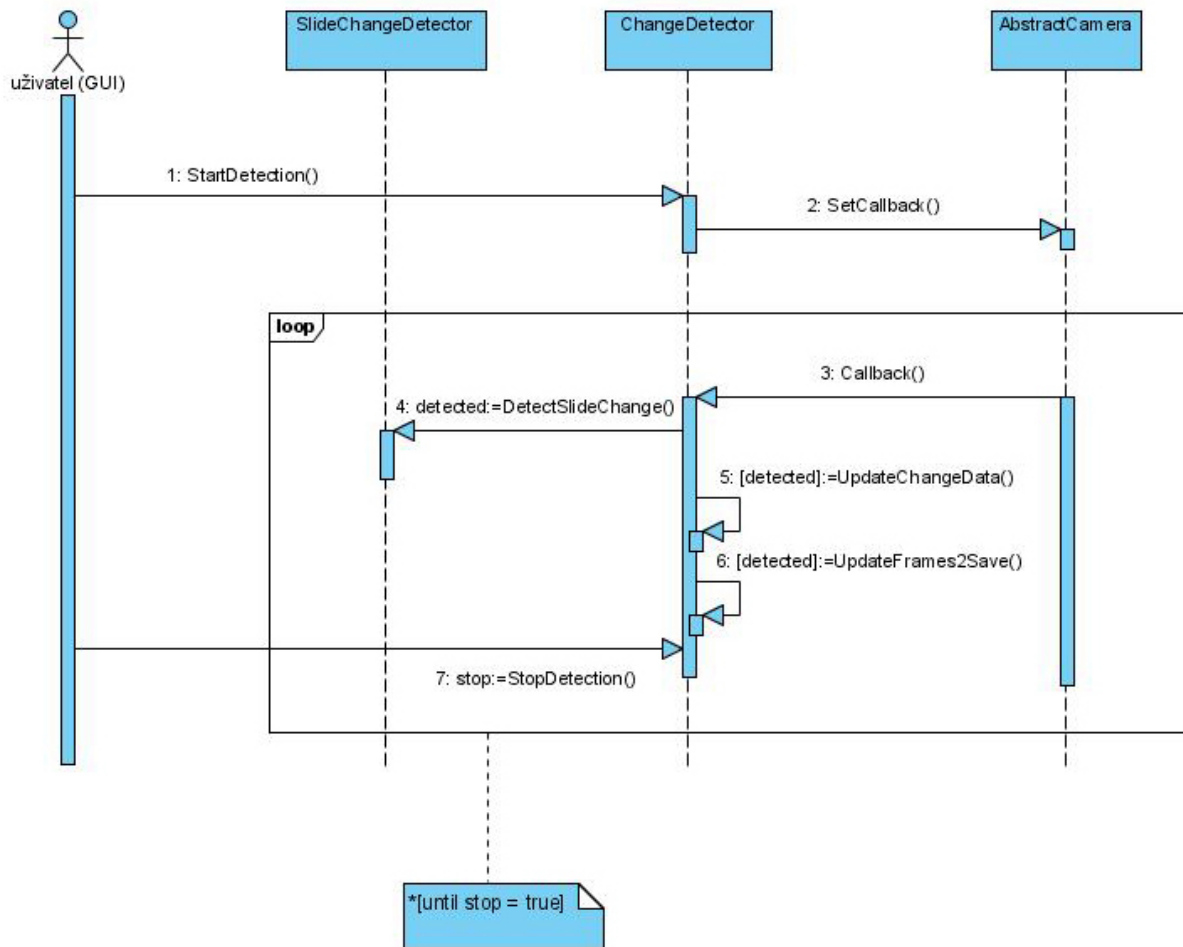 SlideChangeDetector
ChangeDetector
AbstractCamera
uživatel (GUI)
1: StartDetection()
2: SetCallback()
loop
3: Callback()
4: detected:=DetectSlideChange()
5: [detected]:=UpdateChangeData()
6: [detected]:=UpdateFrames2Save()
7: stop:=StopDetection()
*[until stop = true]